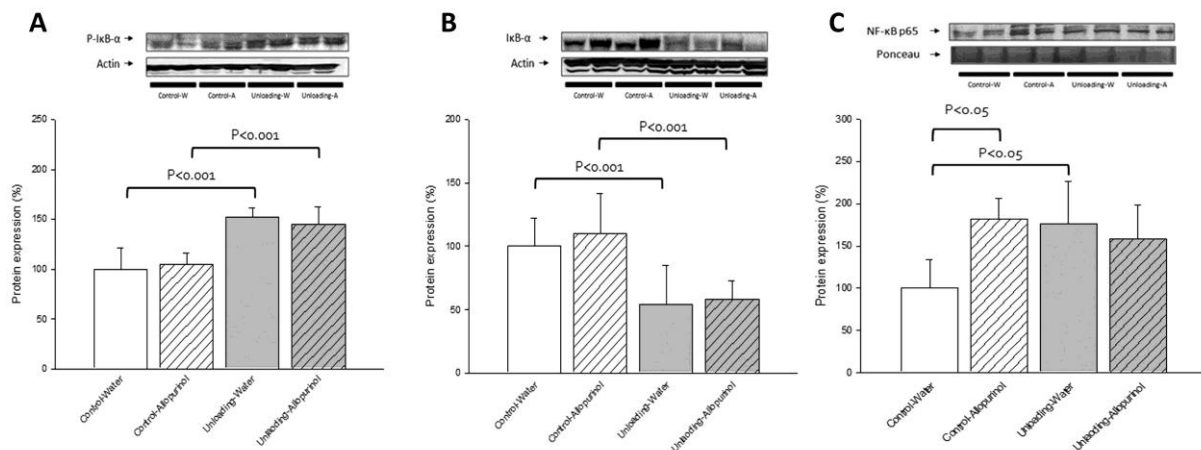 A
P-IκB-α
Actin
Control-W Control-A Unloading-W Unloading-A
P<0.001
P<0.001
Protein expression (%)
250
200
150
100
50
0
Control-Water
Control-Allopurinol
Unloading-Water
Unloading-Allopurinol
B
IκB-α
Actin
Control-W Control-A Unloading-W Unloading-A
P<0.001
P<0.001
Protein expression (%)
200
150
100
50
0
Control-Water
Control-Allopurinol
Unloading-Water
Unloading-Allopurinol
C
NF-κB p65
Ponceau
Control-W Control-A Unloading-W Unloading-A
P<0.05
P<0.05
Protein expression (%)
300
250
200
150
100
50
0
Control-Water
Control-Allopurinol
Unloading-Water
Unloading-Allopurinol